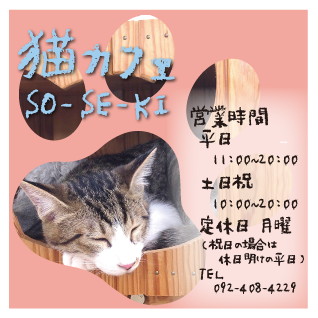 猫カフェ
SO-SE-KI
営業時間
平日
11:00~20:00
土日祝
10:00~20:00
定休日 月曜
(祝日の場合は
休日明けの平日)
TEL
092-408-4229